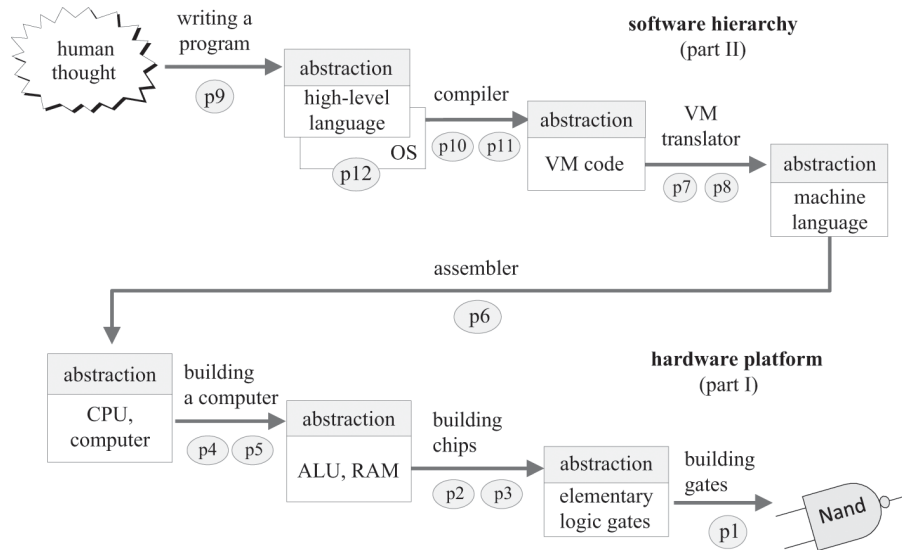 human
thought
writing a
program
p9
abstraction
high-level
language
OS
p12
compiler
p10 p11
software hierarchy
(part II)
abstraction
VM code
VM
translator
p7 p8
abstraction
machine
language
assembler
p6
hardware platform
(part I)
abstraction
CPU,
computer
building
a computer
p4 p5
abstraction
ALU, RAM
building
chips
p2 p3
abstraction
elementary
logic gates
building
gates
p1
Nand